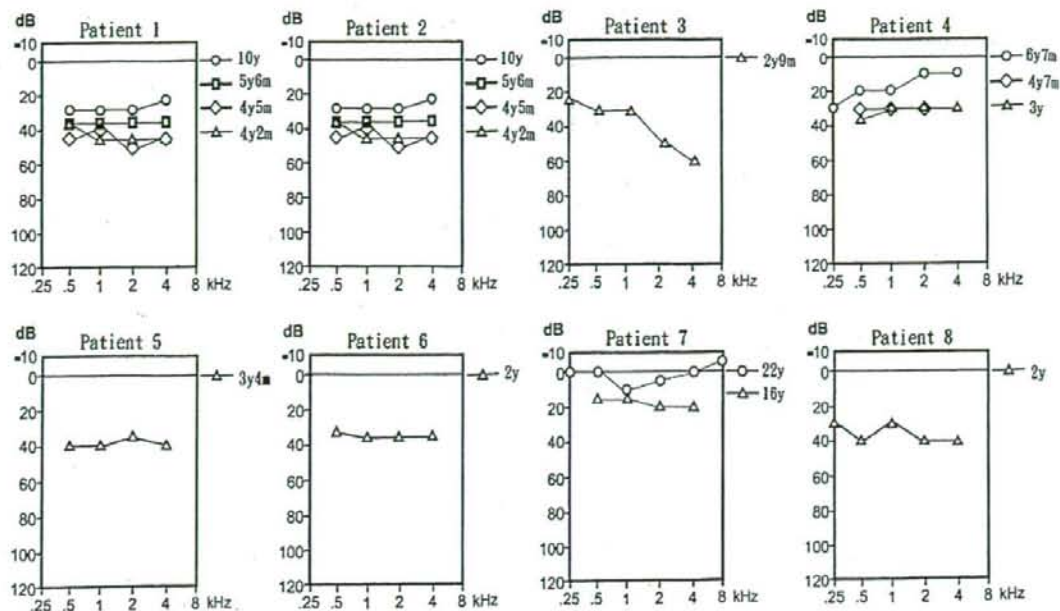 Patient 1
dB
-10
0
20
40
60
80
100
120
.25 .5 1 2 4 8 kHz
10y
5y6m
4y5m
4y2m
Patient 2
dB
-10
0
20
40
60
80
100
120
.25 .5 1 2 4 8 kHz
10y
5y6m
4y5m
4y2m
Patient 3
dB
-10
0
20
40
60
80
100
120
.25 .5 1 2 4 8 kHz
2y9m
Patient 4
dB
-10
0
20
40
60
80
100
120
.25 .5 1 2 4 8 kHz
6y7m
4y7m
3y
Patient 5
dB
-10
0
20
40
60
80
100
120
.25 .5 1 2 4 8 kHz
3y4m
Patient 6
dB
-10
0
20
40
60
80
100
120
.25 .5 1 2 4 8 kHz
2y
Patient 7
dB
-10
0
20
40
60
80
100
120
.25 .5 1 2 4 8 kHz
22y
16y
Patient 8
dB
-10
0
20
40
60
80
100
120
.25 .5 1 2 4 8 kHz
2y